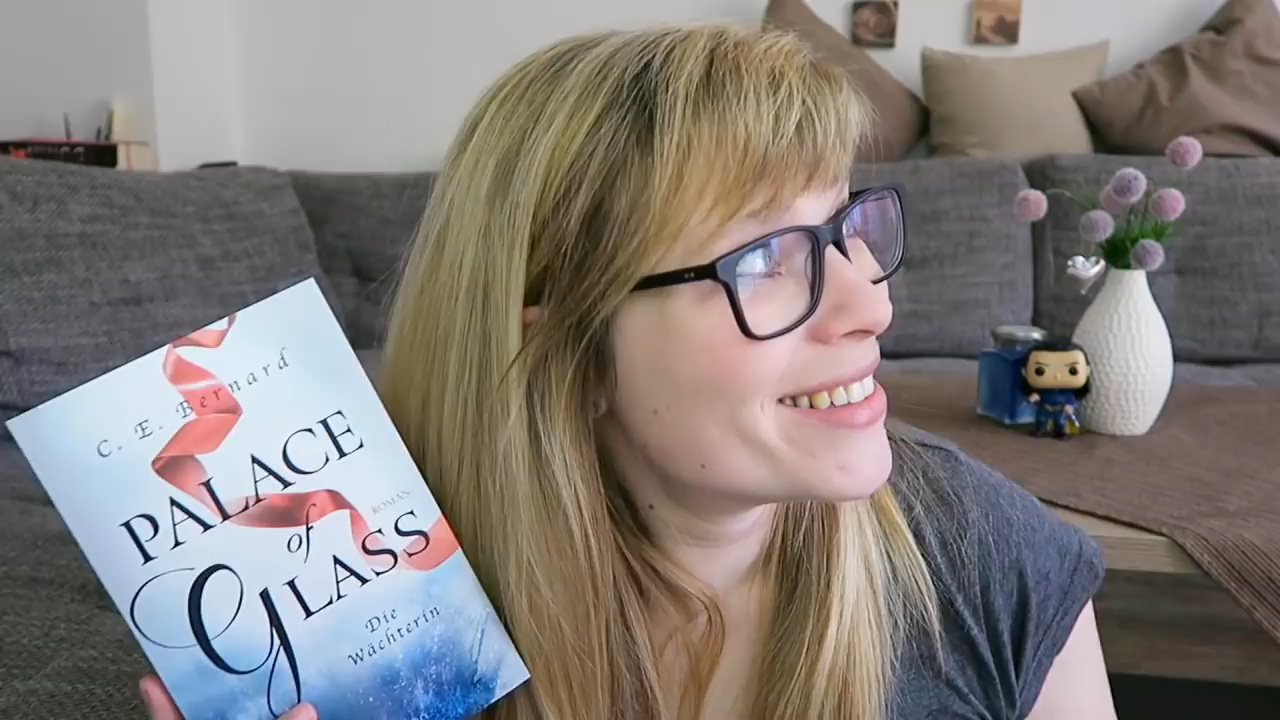 C. E. Bernard
PALACE
of
GLASS
ROMAN
Die
Wächterin